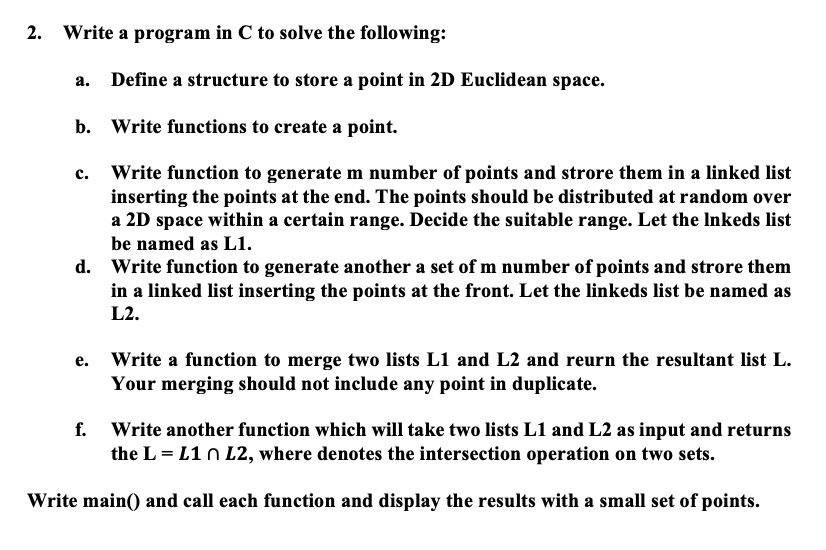 2. Write a program in C to solve the following:
a. Define a structure to store a point in 2D Euclidean space.
b. Write functions to create a point.
c. Write function to generate m number of points and strore them in a linked list
inserting the points at the end. The points should be distributed at random over
a 2D space within a certain range. Decide the suitable range. Let the lnkeds list
be named as L1.
d. Write function to generate another a set of m number of points and strore them
in a linked list inserting the points at the front. Let the linkeds list be named as
L2.
e. Write a function to merge two lists L1 and L2 and reurn the resultant list L.
Your merging should not include any point in duplicate.
f. Write another function which will take two lists L1 and L2 as input and returns
the L = L1 ∩ L2, where denotes the intersection operation on two sets.
Write main() and call each function and display the results with a small set of points.